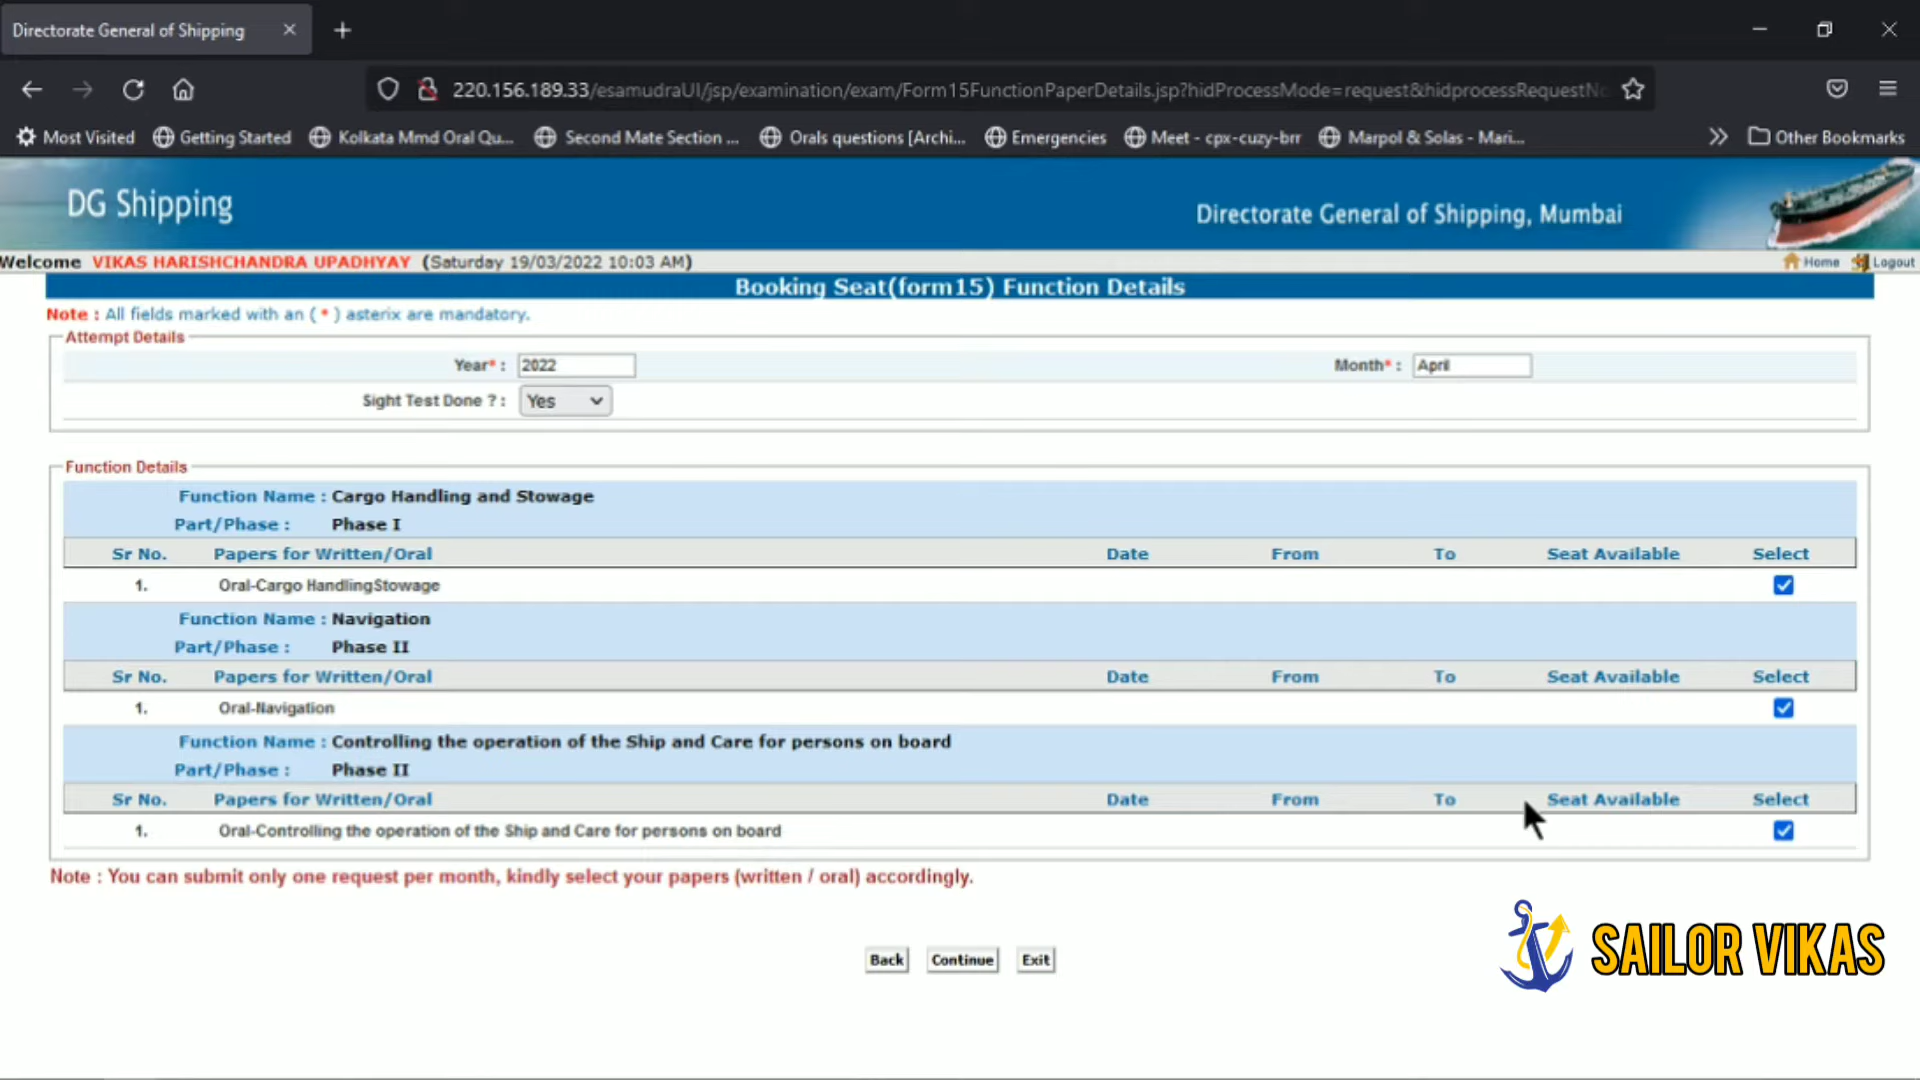 Directorate General of Shipping
220.156.189.33/esamudraUI/jsp/examination/exam/Form15FunctionPaperDetails.jsp?hidProcessMode=request&hidprocessRequestNo
Most Visited Getting Started Kolkata Mmd Oral Qu... Second Mate Section ... Orals questions [Archi... Emergencies Meet - cpx-cuzy-brr Marpol & Solas - Mari... Other Bookmarks
DG Shipping
Directorate General of Shipping, Mumbai
Welcome VIKAS HARISHCHANDRA UPADHYAY (Saturday 19/03/2022 10:03 AM) Home Logout
Booking Seat(form15) Function Details
Note : All fields marked with an ( * ) asterix are mandatory.
Attempt Details
Year* : 2022 Month* : April
Sight Test Done ? : Yes
Function Details
Function Name : Cargo Handling and Stowage
Part/Phase : Phase I
Sr No. Papers for Written/Oral Date From To Seat Available Select
1. Oral-Cargo HandlingStowage
Function Name : Navigation
Part/Phase : Phase II
Sr No. Papers for Written/Oral Date From To Seat Available Select
1. Oral-Navigation
Function Name : Controlling the operation of the Ship and Care for persons on board
Part/Phase : Phase II
Sr No. Papers for Written/Oral Date From To Seat Available Select
1. Oral-Controlling the operation of the Ship and Care for persons on board
Note : You can submit only one request per month, kindly select your papers (written / oral) accordingly.
Back Continue Exit
SAILOR VIKAS